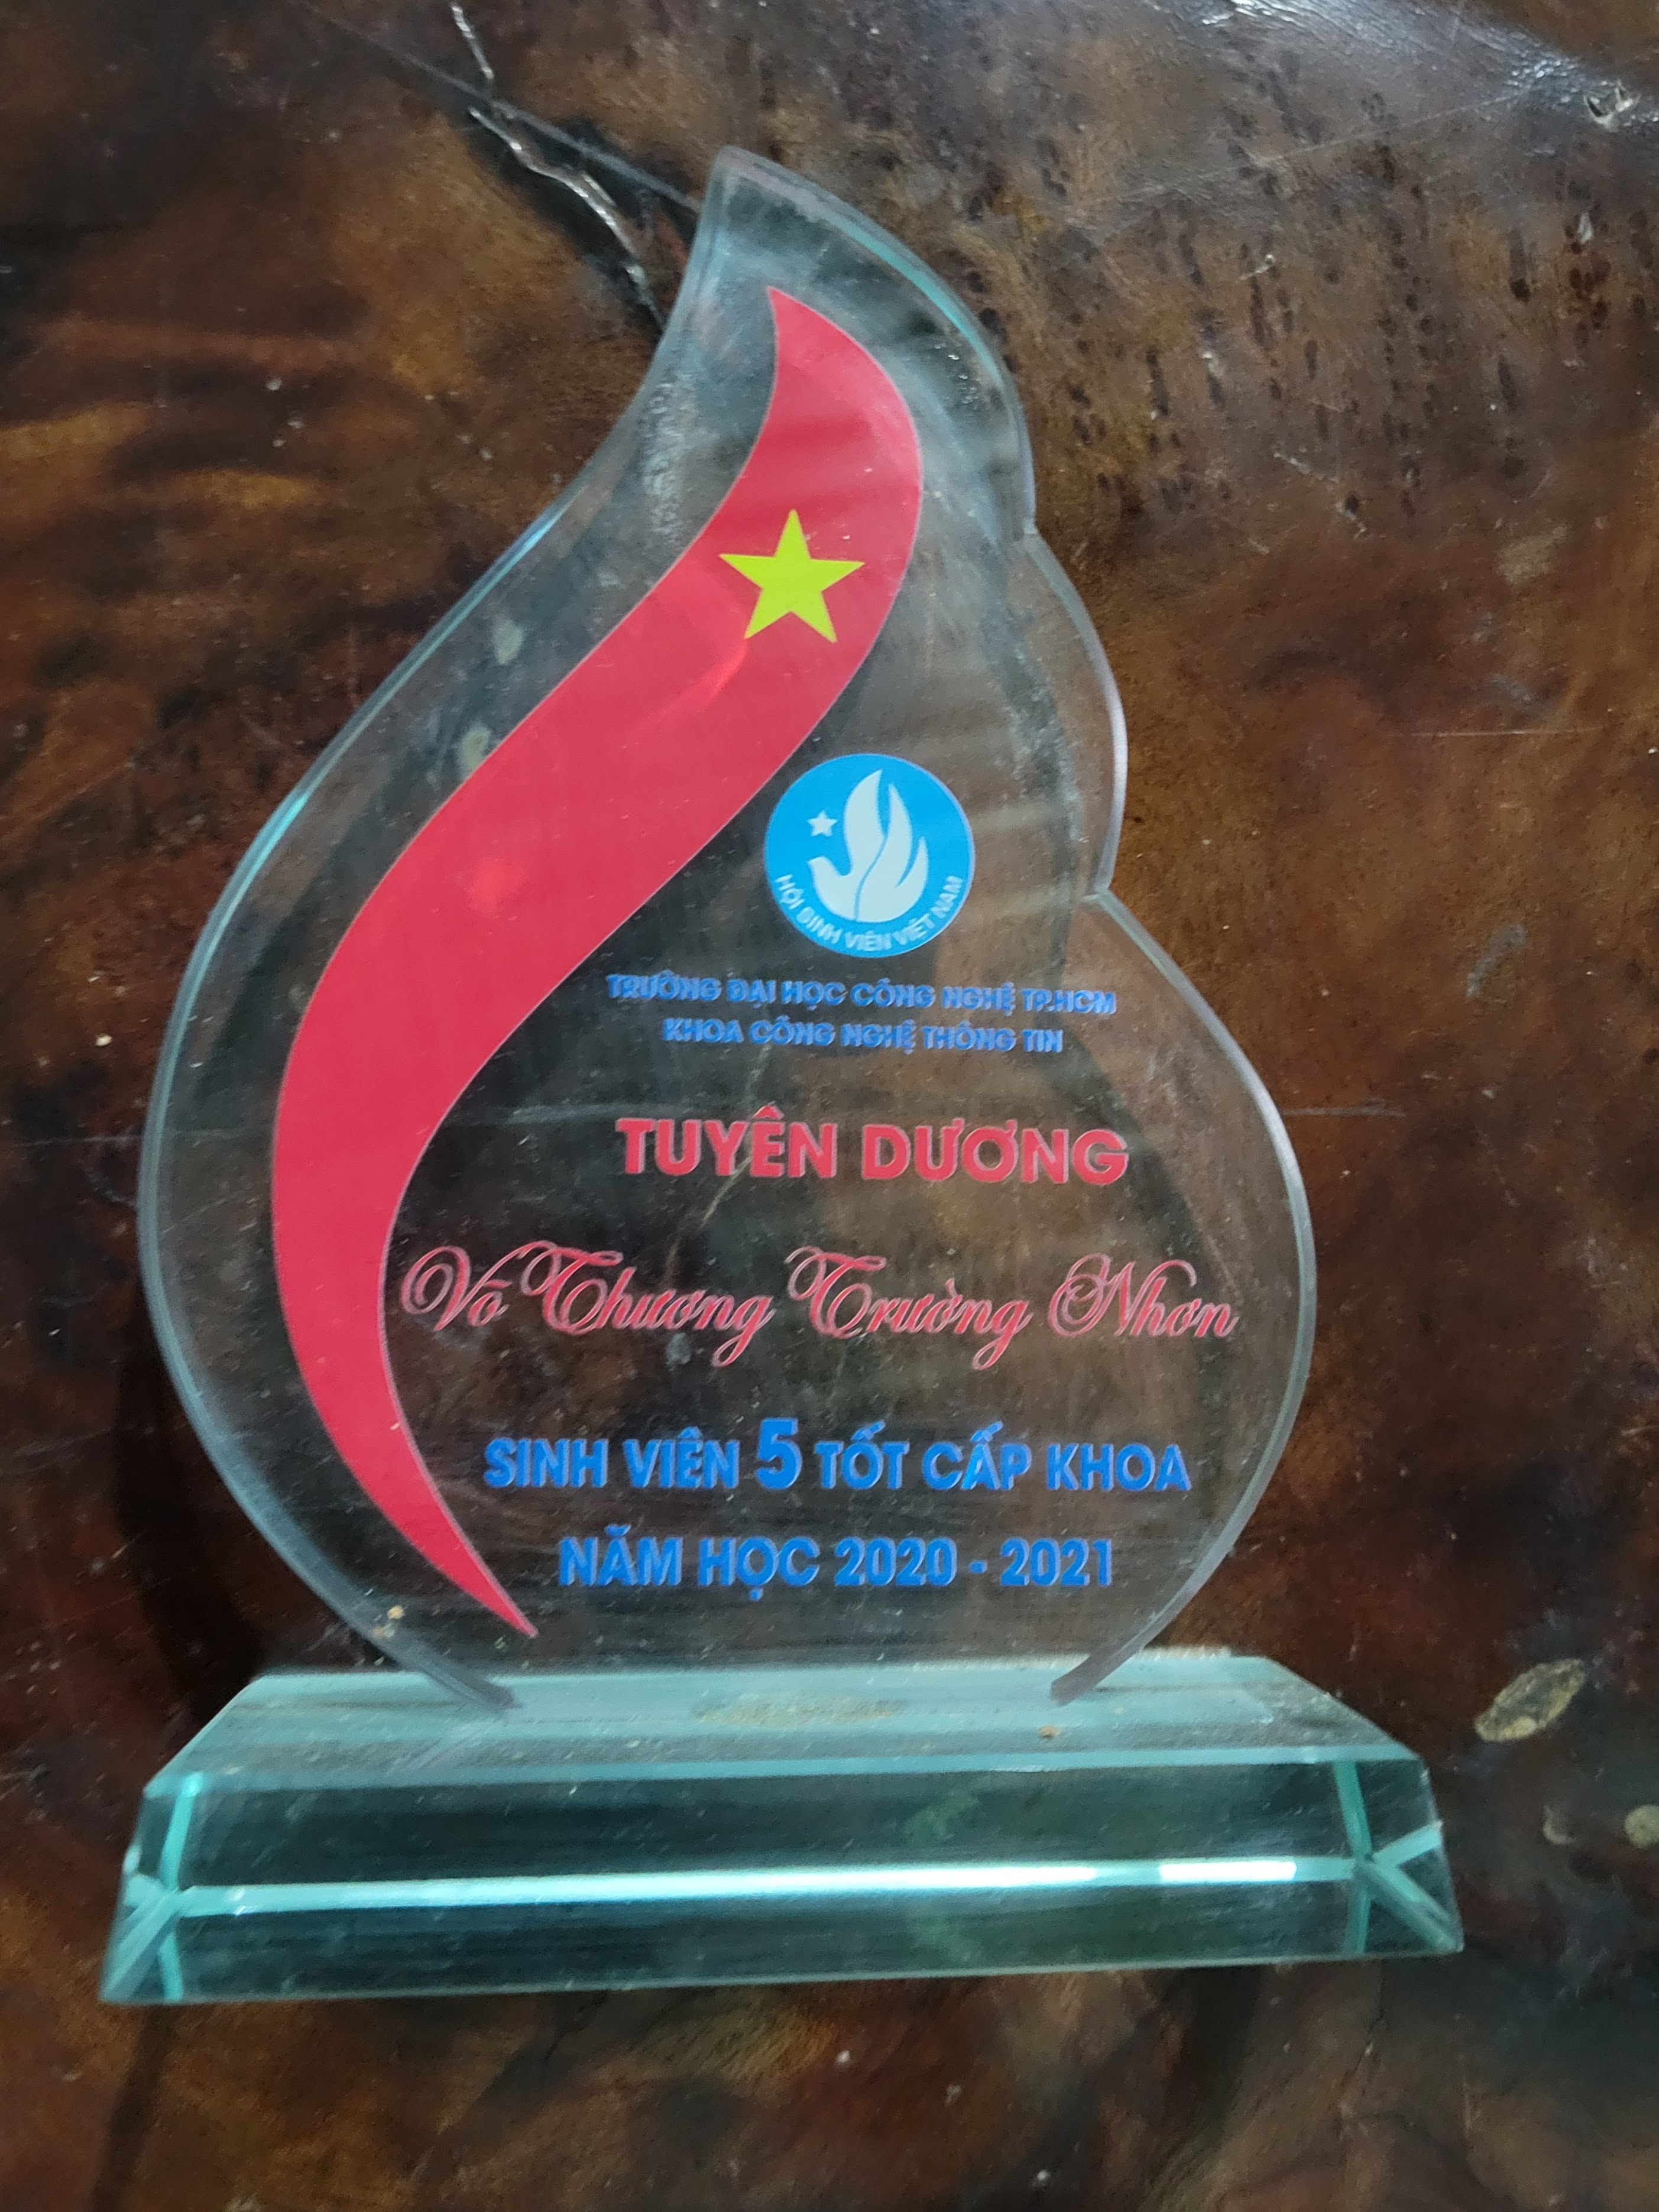 HỘI SINH VIÊN VIỆT NAM
TRƯỜNG ĐẠI HỌC CÔNG NGHỆ TP.HCM
KHOA CÔNG NGHỆ THÔNG TIN
TUYÊN DƯƠNG
Võ Thương Trường Nhơn
SINH VIÊN 5 TỐT CẤP KHOA
NĂM HỌC 2020 - 2021